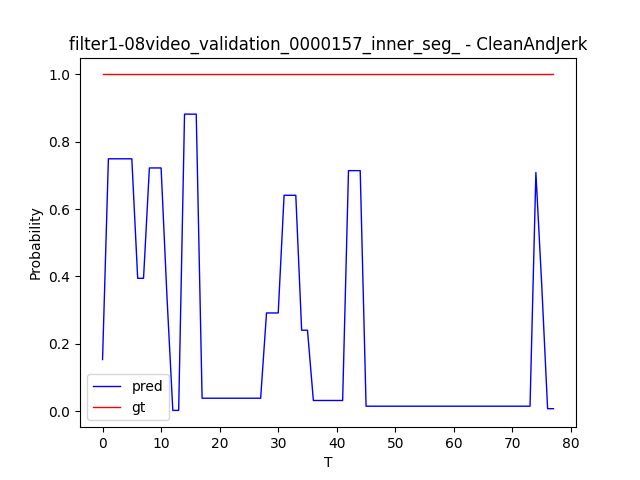 filter1-08video_validation_0000157_inner_seg_ - CleanAndJerk
1.0
0.8
0.6
0.4
0.2
0.0
Probability
pred
gt
0 10 20 30 40 50 60 70 80
T